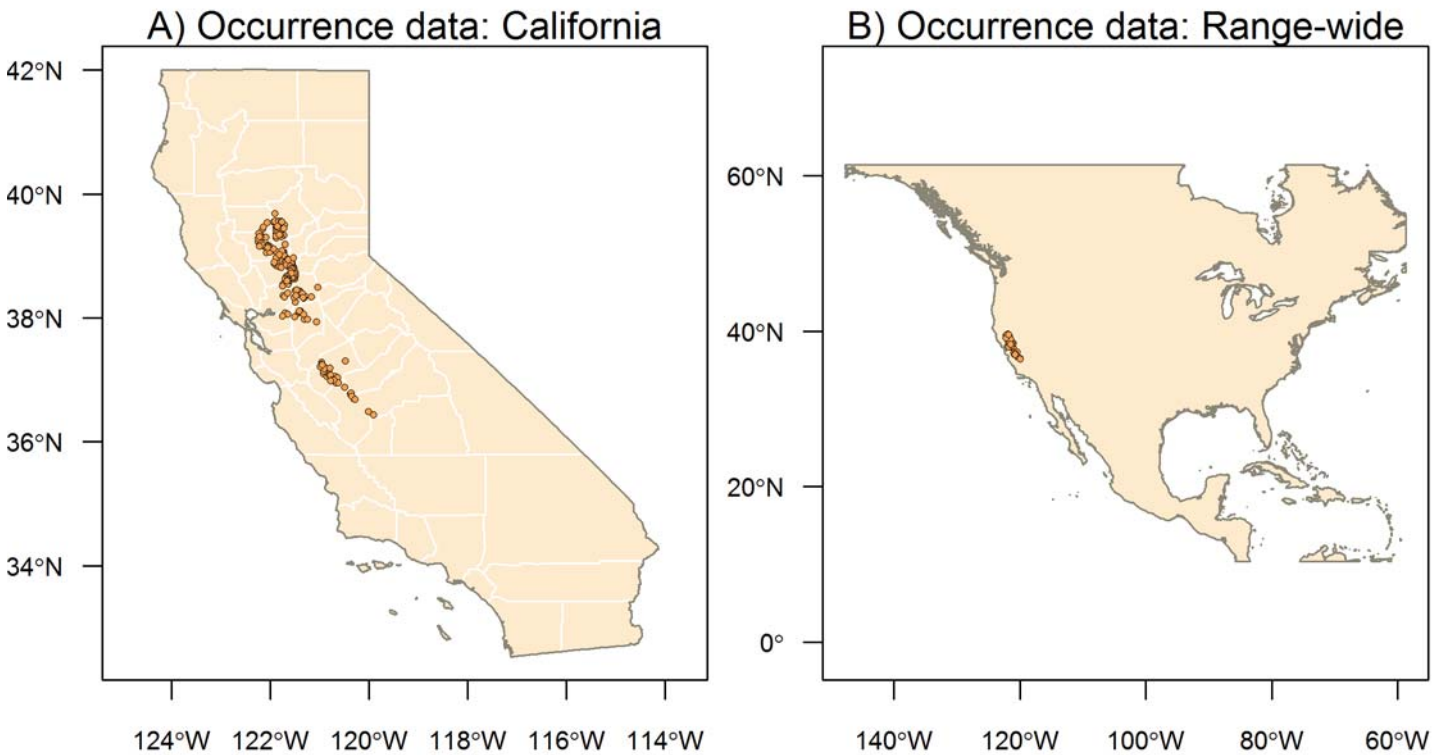 A) Occurrence data: California
42°N
40°N
38°N
36°N
34°N
124°W 122°W 120°W 118°W 116°W 114°W
B) Occurrence data: Range-wide
60°N
40°N
20°N
0°
140°W 120°W 100°W 80°W 60°W